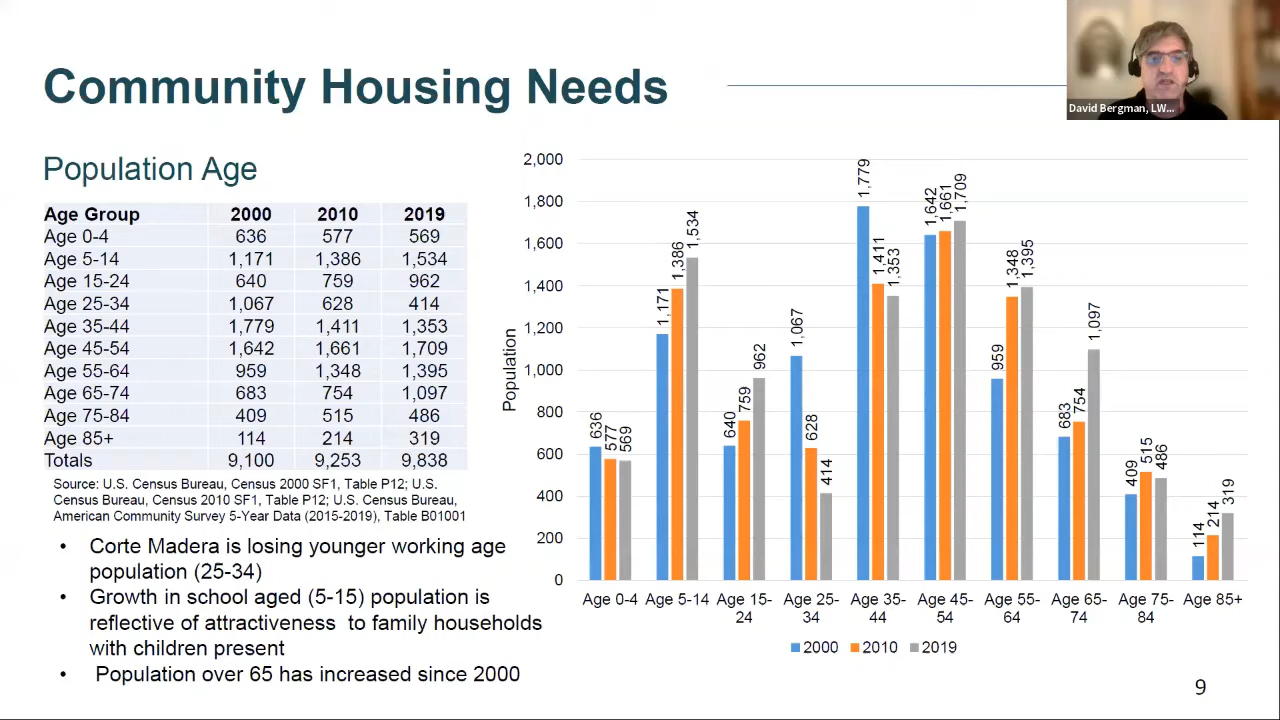 Community Housing Needs
David Bergman, LW...
Population Age
Age Group 2000 2010 2019
Age 0-4 636 577 569
Age 5-14 1,171 1,386 1,534
Age 15-24 640 759 962
Age 25-34 1,067 628 414
Age 35-44 1,779 1,411 1,353
Age 45-54 1,642 1,661 1,709
Age 55-64 959 1,348 1,395
Age 65-74 683 754 1,097
Age 75-84 409 515 486
Age 85+ 114 214 319
Totals 9,100 9,253 9,838
Source: U.S. Census Bureau, Census 2000 SF1, Table P12; U.S.
Census Bureau, Census 2010 SF1, Table P12; U.S. Census Bureau,
American Community Survey 5-Year Data (2015-2019), Table B01001
• Corte Madera is losing younger working age
population (25-34)
• Growth in school aged (5-15) population is
reflective of attractiveness to family households
with children present
• Population over 65 has increased since 2000
Population
2,000
1,800
1,600
1,400
1,200
1,000
800
600
400
200
0
636 577 569
1,171 1,386 1,534
640 759 962
1,067 628 414
1,779 1,411 1,353
1,642 1,661 1,709
959 1,348 1,395
683 754 1,097
409 515 486
114 214 319
Age 0-4 Age 5-14 Age 15- Age 25- Age 35- Age 45- Age 55- Age 65- Age 75- Age 85+
24 34 44 54 64 74 84
2000 2010 2019
9